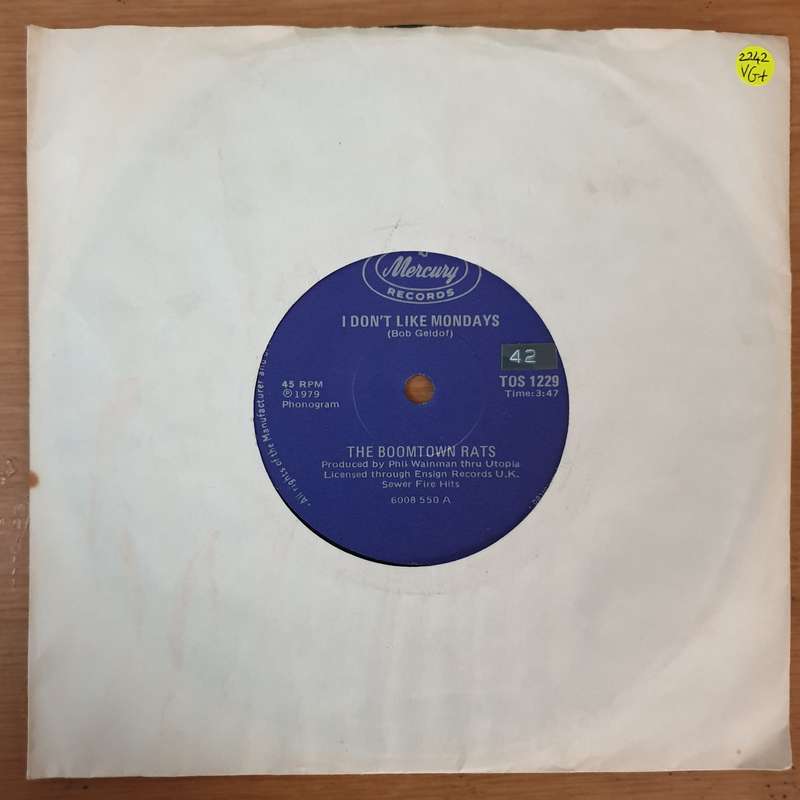 2242
VG+
Mercury
RECORDS
I DON'T LIKE MONDAYS
(Bob Geldof)
42
45 RPM
℗1979
Phonogram
TOS 1229
Time: 3:47
THE BOOMTOWN RATS
Produced by Phil Wainman thru Utopia
Licensed through Ensign Records U.K.
Sewer Fire Hits
6008 550 A
All rights of the Manufacturer and